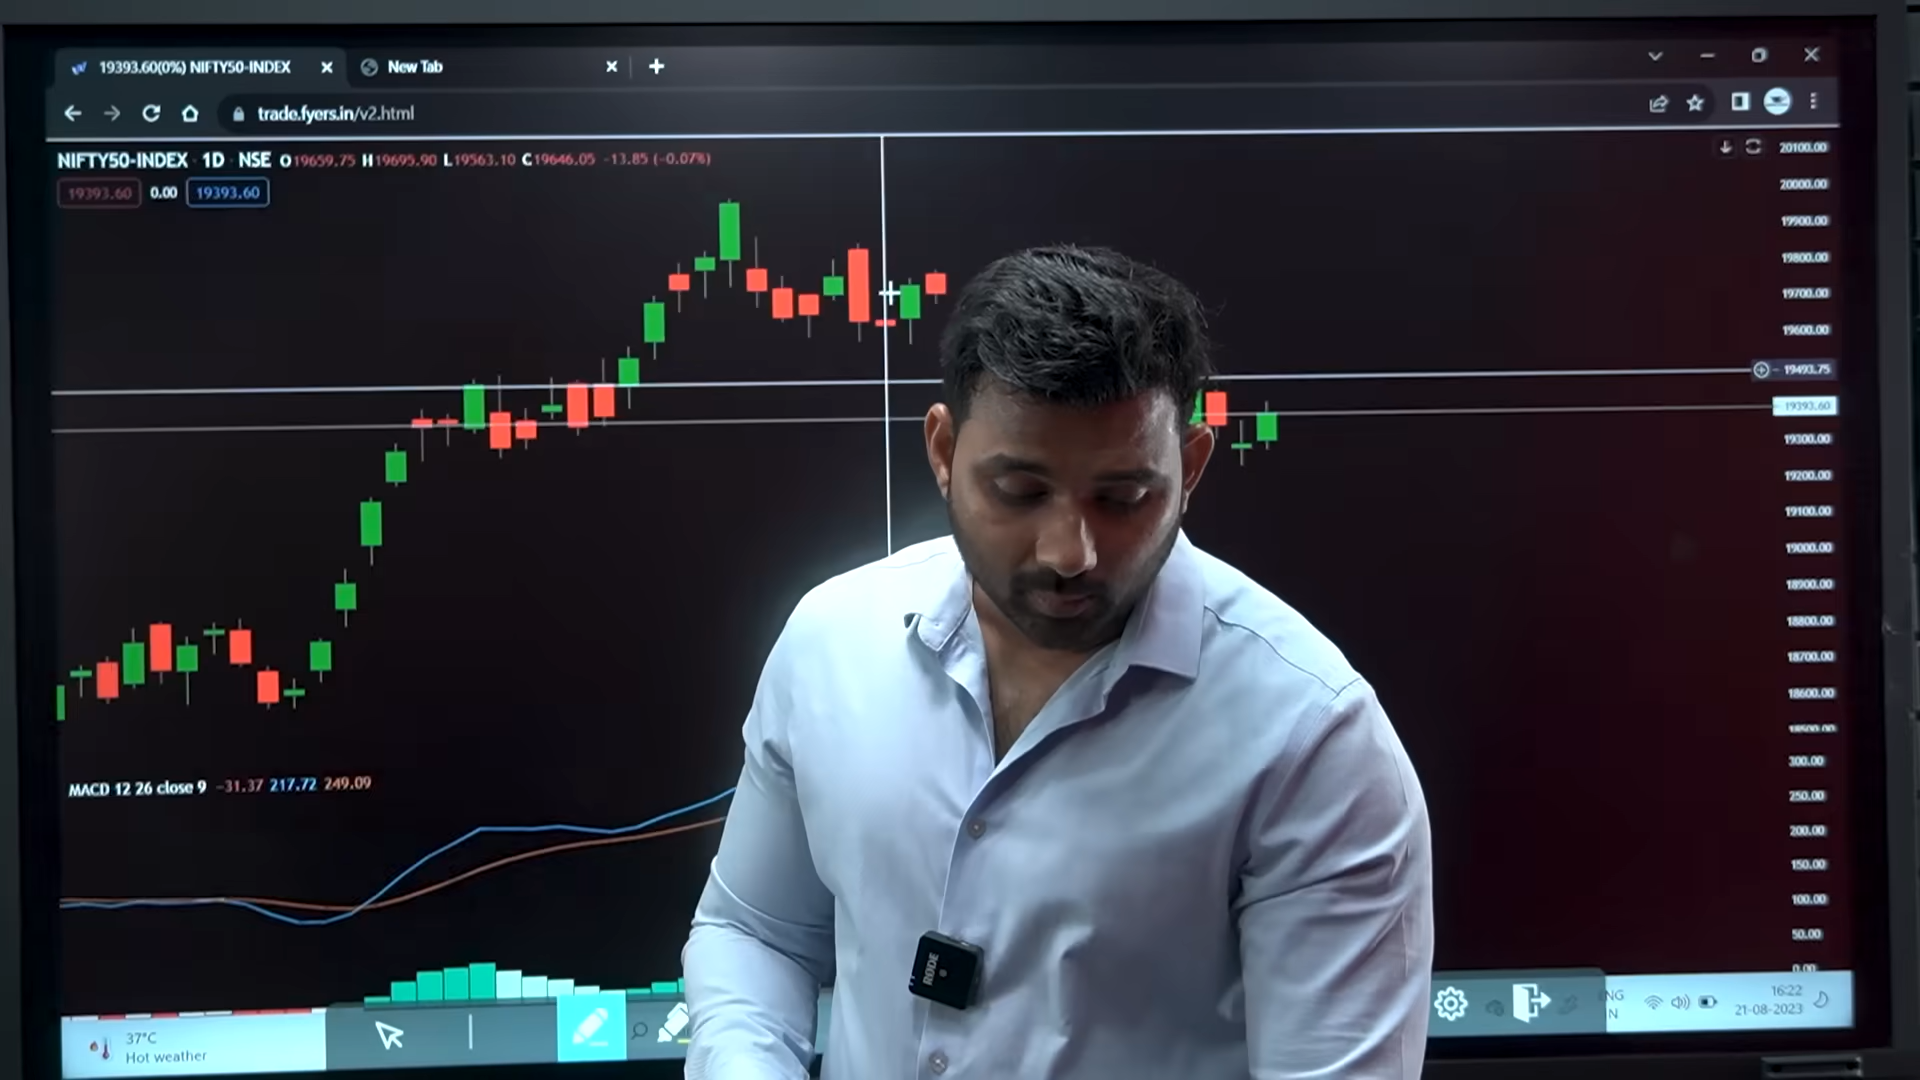 19393.60(0%) NIFTY50-INDEX
New Tab
trade.fyers.in/v2.html
NIFTY50-INDEX 1D NSE O19659.75 H19695.90 L19563.10 C19646.05 -13.85 (-0.07%)
19393.60 0.00 19393.60
20100.00
20000.00
19900.00
19800.00
19700.00
19600.00
19493.75
19393.60
19300.00
19200.00
19100.00
19000.00
18900.00
18800.00
18700.00
18600.00
18500.00
MACD 12 26 close 9 -31.37 217.72 249.09
300.00
250.00
200.00
150.00
100.00
50.00
0.00
RØDE
37°C
Hot weather
NG
N
16:22
21-08-2023